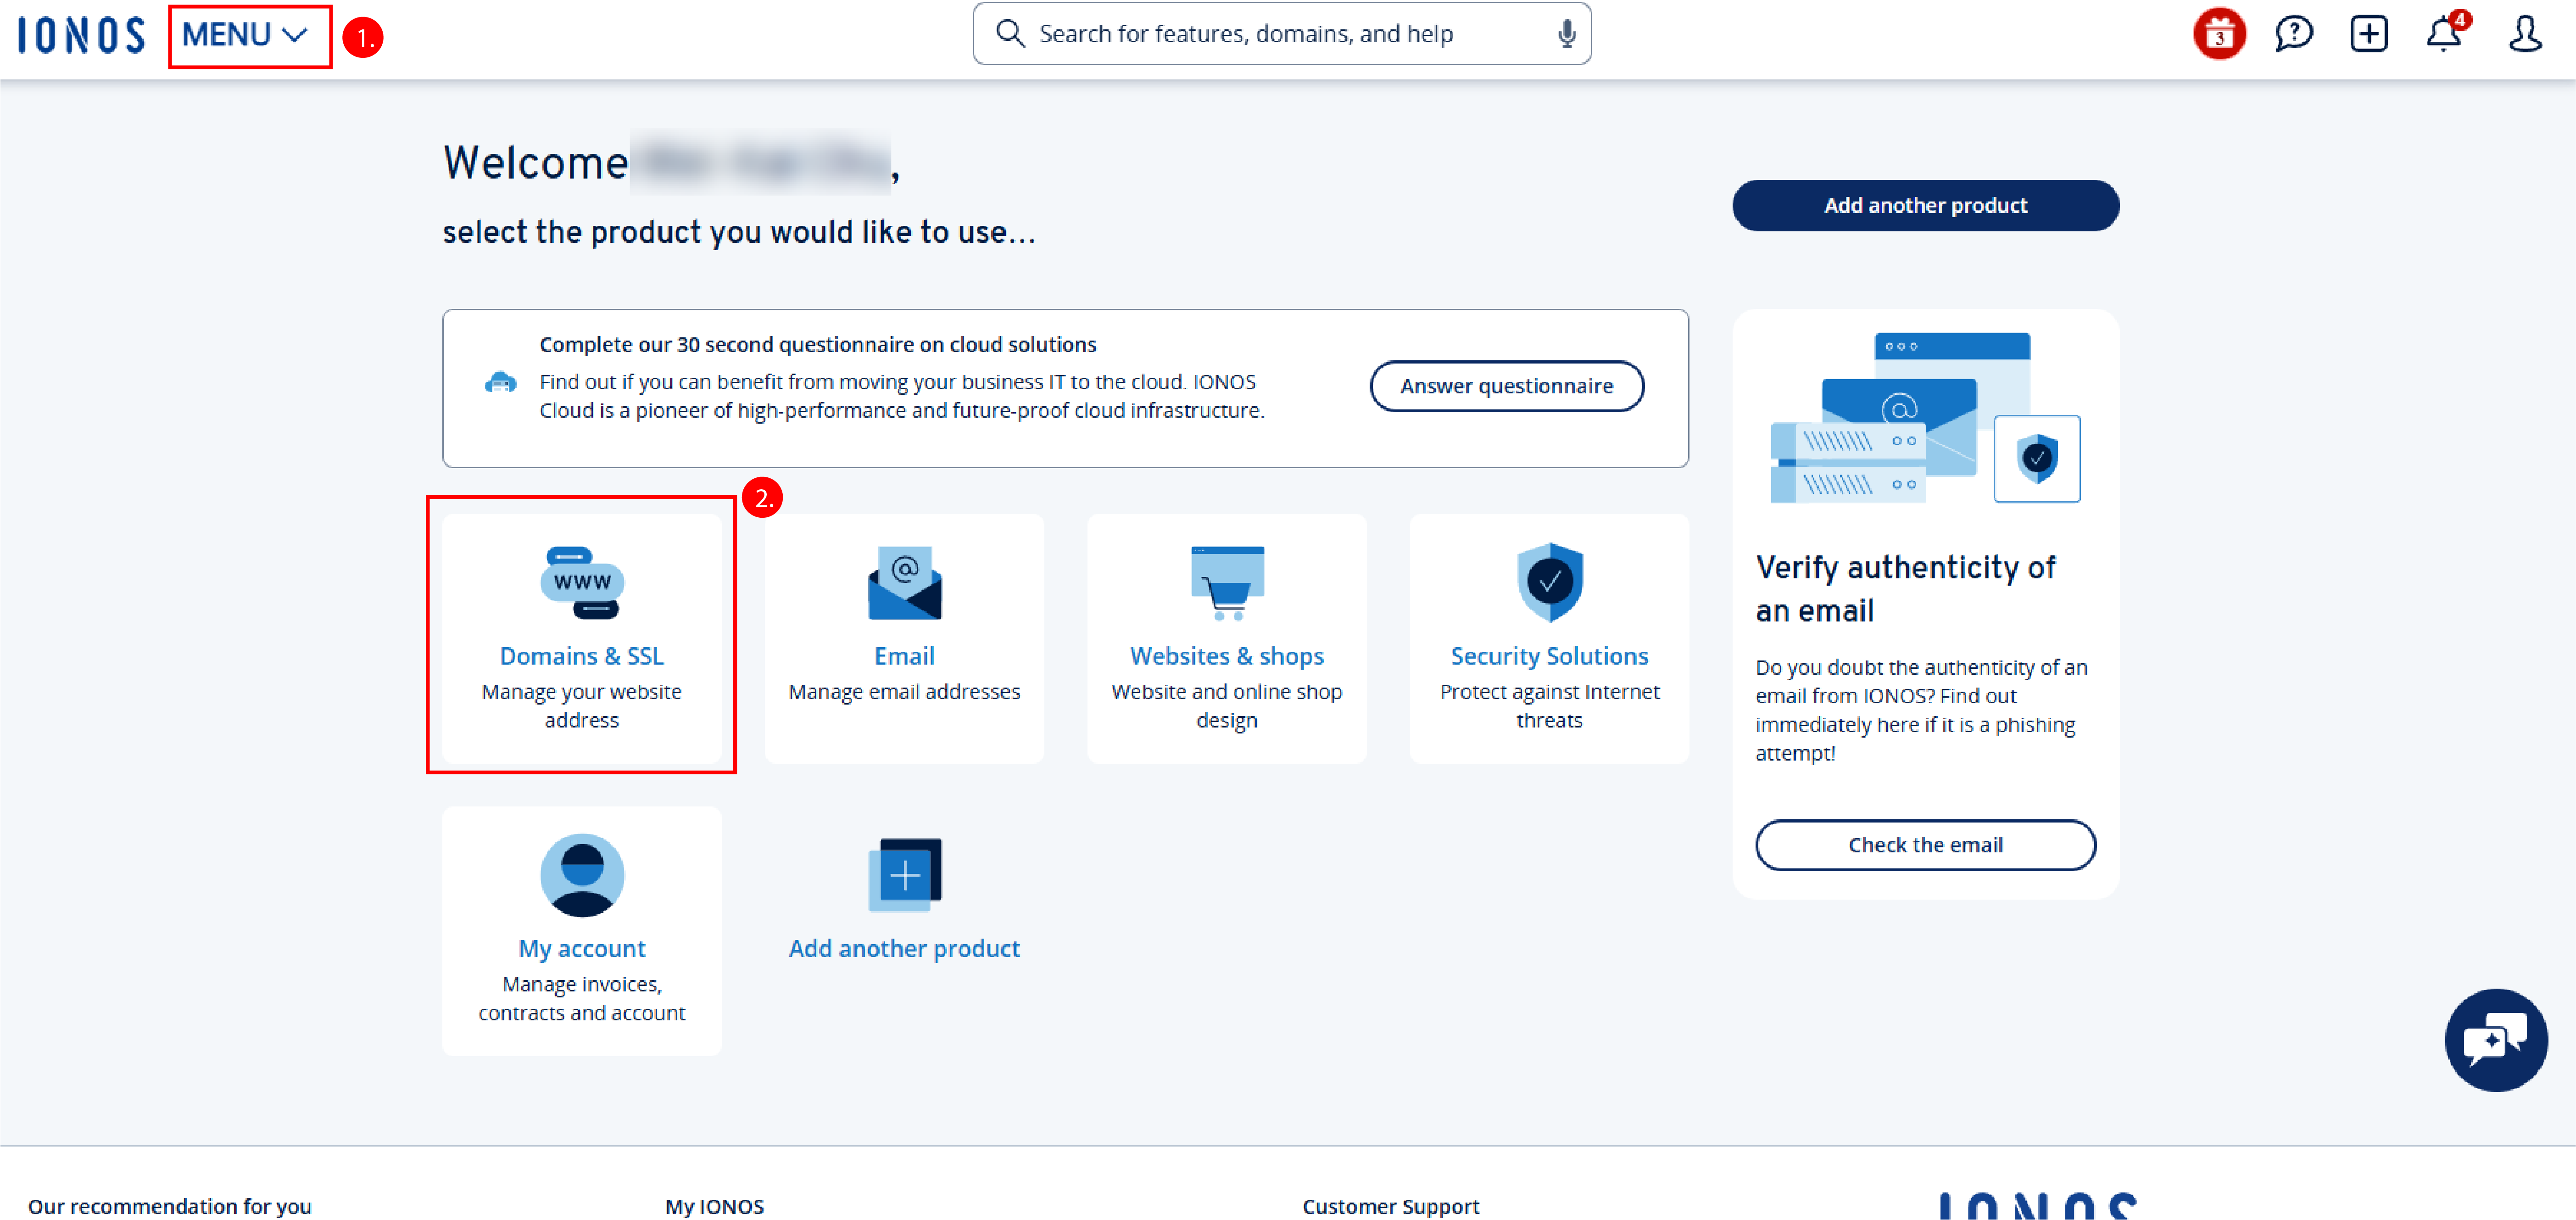 IONOS
MENU
1.
Search for features, domains, and help
3
4
Welcome ,
select the product you would like to use...
Add another product
Complete our 30 second questionnaire on cloud solutions
Find out if you can benefit from moving your business IT to the cloud. IONOS
Cloud is a pioneer of high-performance and future-proof cloud infrastructure.
Answer questionnaire
2.
www
Domains & SSL
Manage your website
address
@
Email
Manage email addresses
Websites & shops
Website and online shop
design
Security Solutions
Protect against Internet
threats
@
Verify authenticity of
an email
Do you doubt the authenticity of an
email from IONOS? Find out
immediately here if it is a phishing
attempt!
Check the email
My account
Manage invoices,
contracts and account
Add another product
Our recommendation for you
My IONOS
Customer Support
IONOS